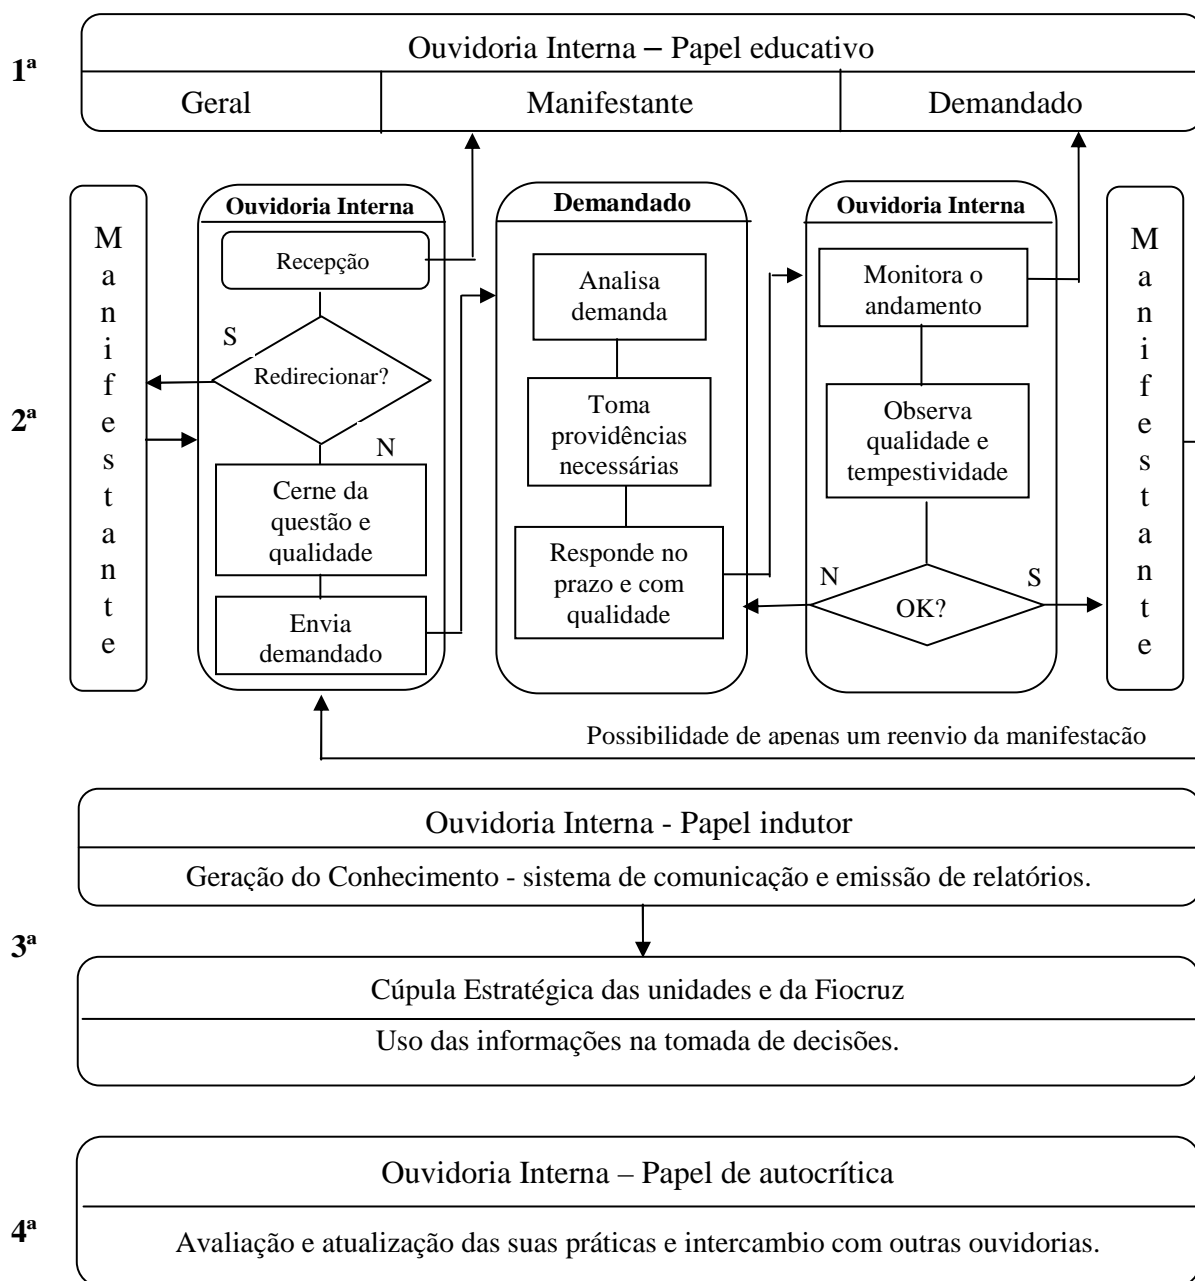 1ª
Ouvidoria Interna – Papel educativo
Geral
Manifestante
Demandado
2ª
Manifestante
Ouvidoria Interna
Recepção
S
Redirecionar?
N
Cerne da
questão e
qualidade
Envia
demandado
Demandado
Analisa
demanda
Toma
providências
necessárias
Responde no
prazo e com
qualidade
Ouvidoria Interna
Monitora o
andamento
Observa
qualidade e
tempestividade
N
S
OK?
Manifestante
Possibilidade de apenas um reenvio da manifestação
3ª
Ouvidoria Interna - Papel indutor
Geração do Conhecimento - sistema de comunicação e emissão de relatórios.
Cúpula Estratégica das unidades e da Fiocruz
Uso das informações na tomada de decisões.
4ª
Ouvidoria Interna – Papel de autocrítica
Avaliação e atualização das suas práticas e intercambio com outras ouvidorias.